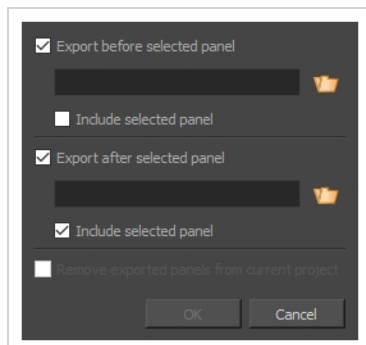 Export before selected panel
Include selected panel
Export after selected panel
Include selected panel
Remove exported panels from current project
OK
Cancel